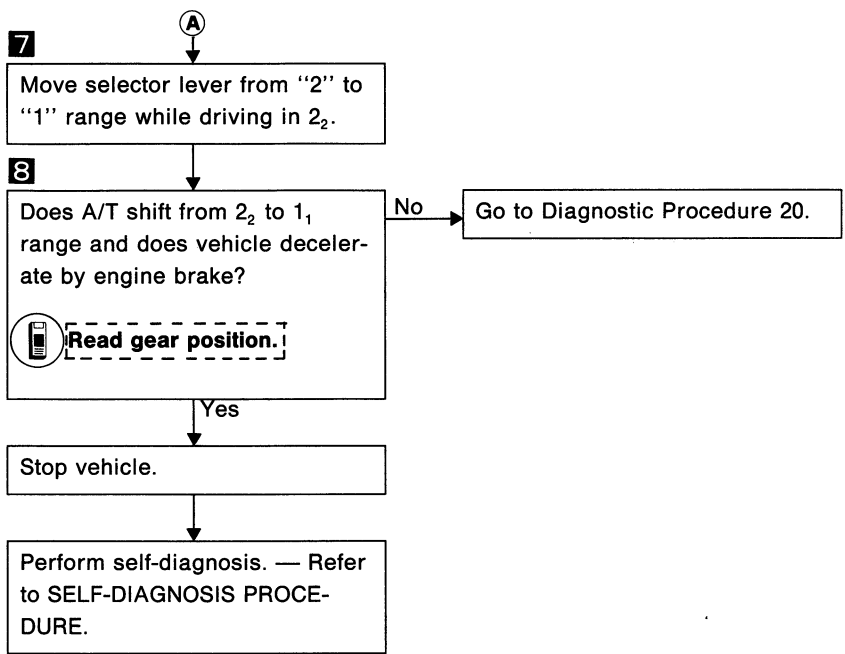 A
7
Move selector lever from “2” to
“1” range while driving in 2₂.
8
Does A/T shift from 2₂ to 1₁
range and does vehicle deceler-
ate by engine brake?
Read gear position.
No
Go to Diagnostic Procedure 20.
Yes
Stop vehicle.
Perform self-diagnosis. — Refer
to SELF-DIAGNOSIS PROCE-
DURE.